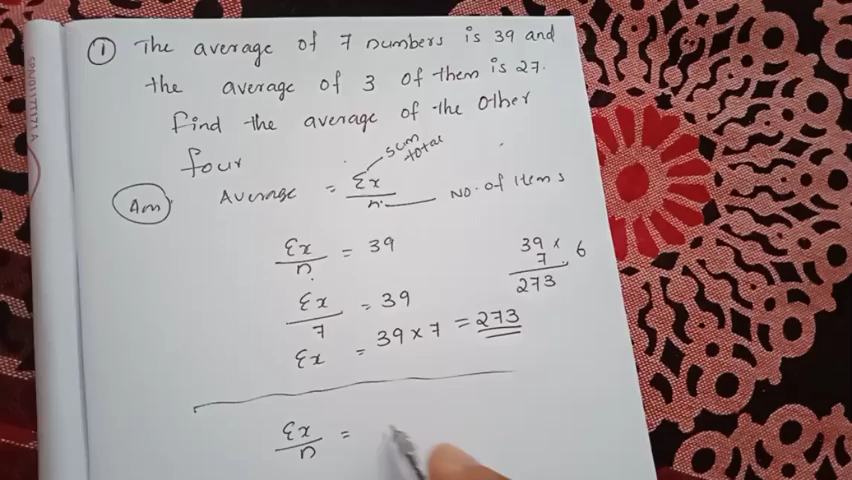 ① The average of 7 numbers is 39 and
the average of 3 of them is 27.
find the average of the other
four
Ans Average = Σx / n
sum total
No. of Items
Σx / n = 39
39 ×
7
6
273
Σx / 7 = 39
Σx = 39 × 7 = 273
Σx / n =